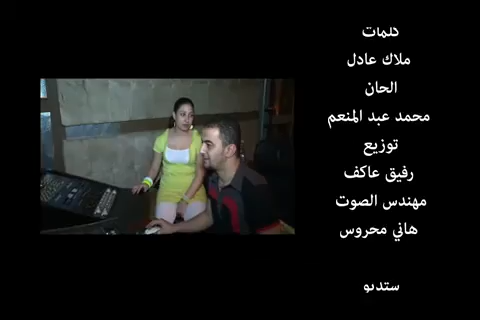 كلمات
ملاك عادل
الحان
محمد عبد المنعم
توزيع
رفيق عاكف
مهندس الصوت
هاني محروس
ستديو